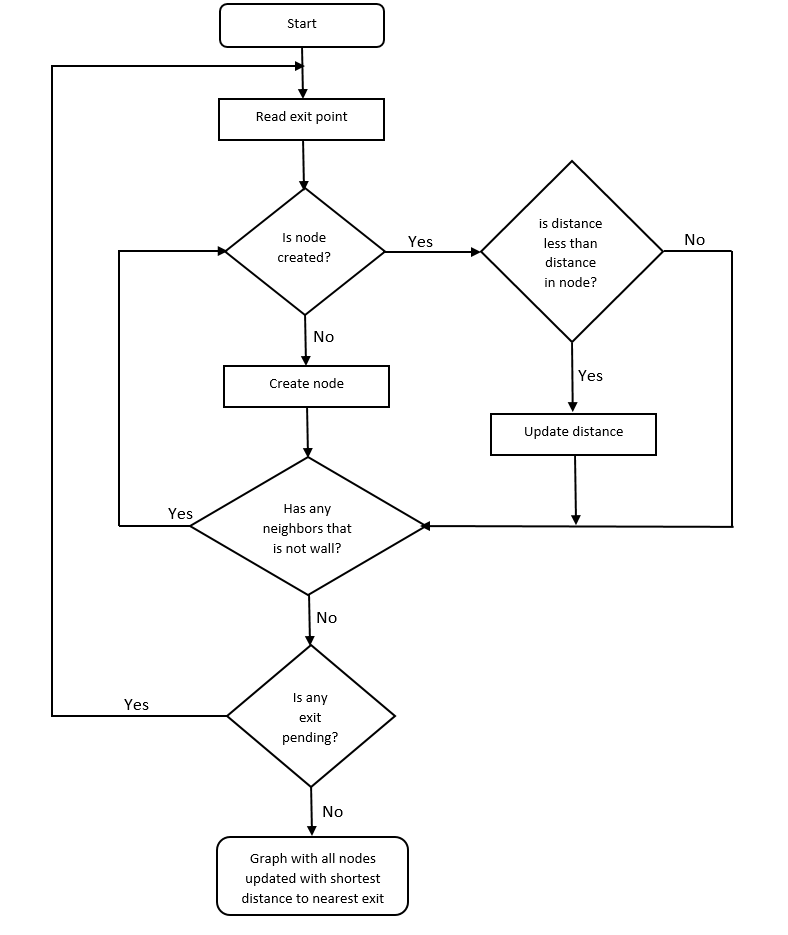 Start
Read exit point
Is node
created?
Yes
is distance
less than
distance
in node?
No
No
Create node
Yes
Update distance
Has any
neighbors that
is not wall?
Yes
No
Is any
exit
pending?
Yes
No
Graph with all nodes
updated with shortest
distance to nearest exit